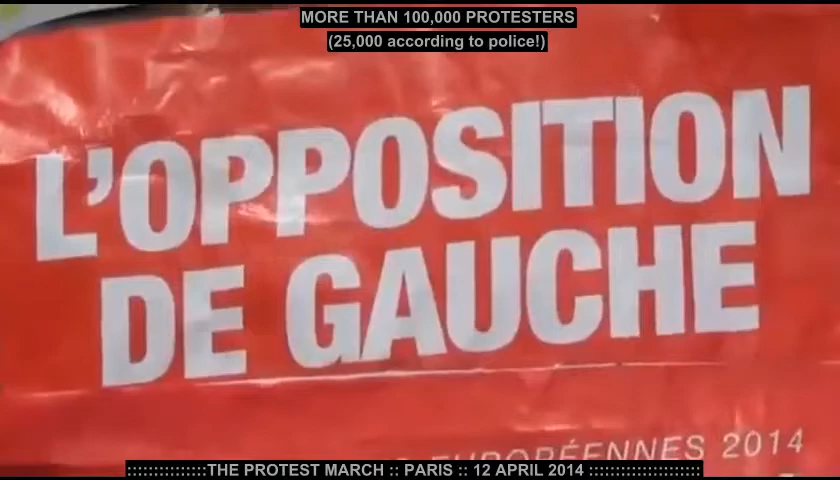 MORE THAN 100,000 PROTESTERS
(25,000 according to police!)
L'OPPOSITION
DE GAUCHE
EUROPÉENNES 2014
:::::::::::::::THE PROTEST MARCH :: PARIS :: 12 APRIL 2014 :::::::::::::::::::::